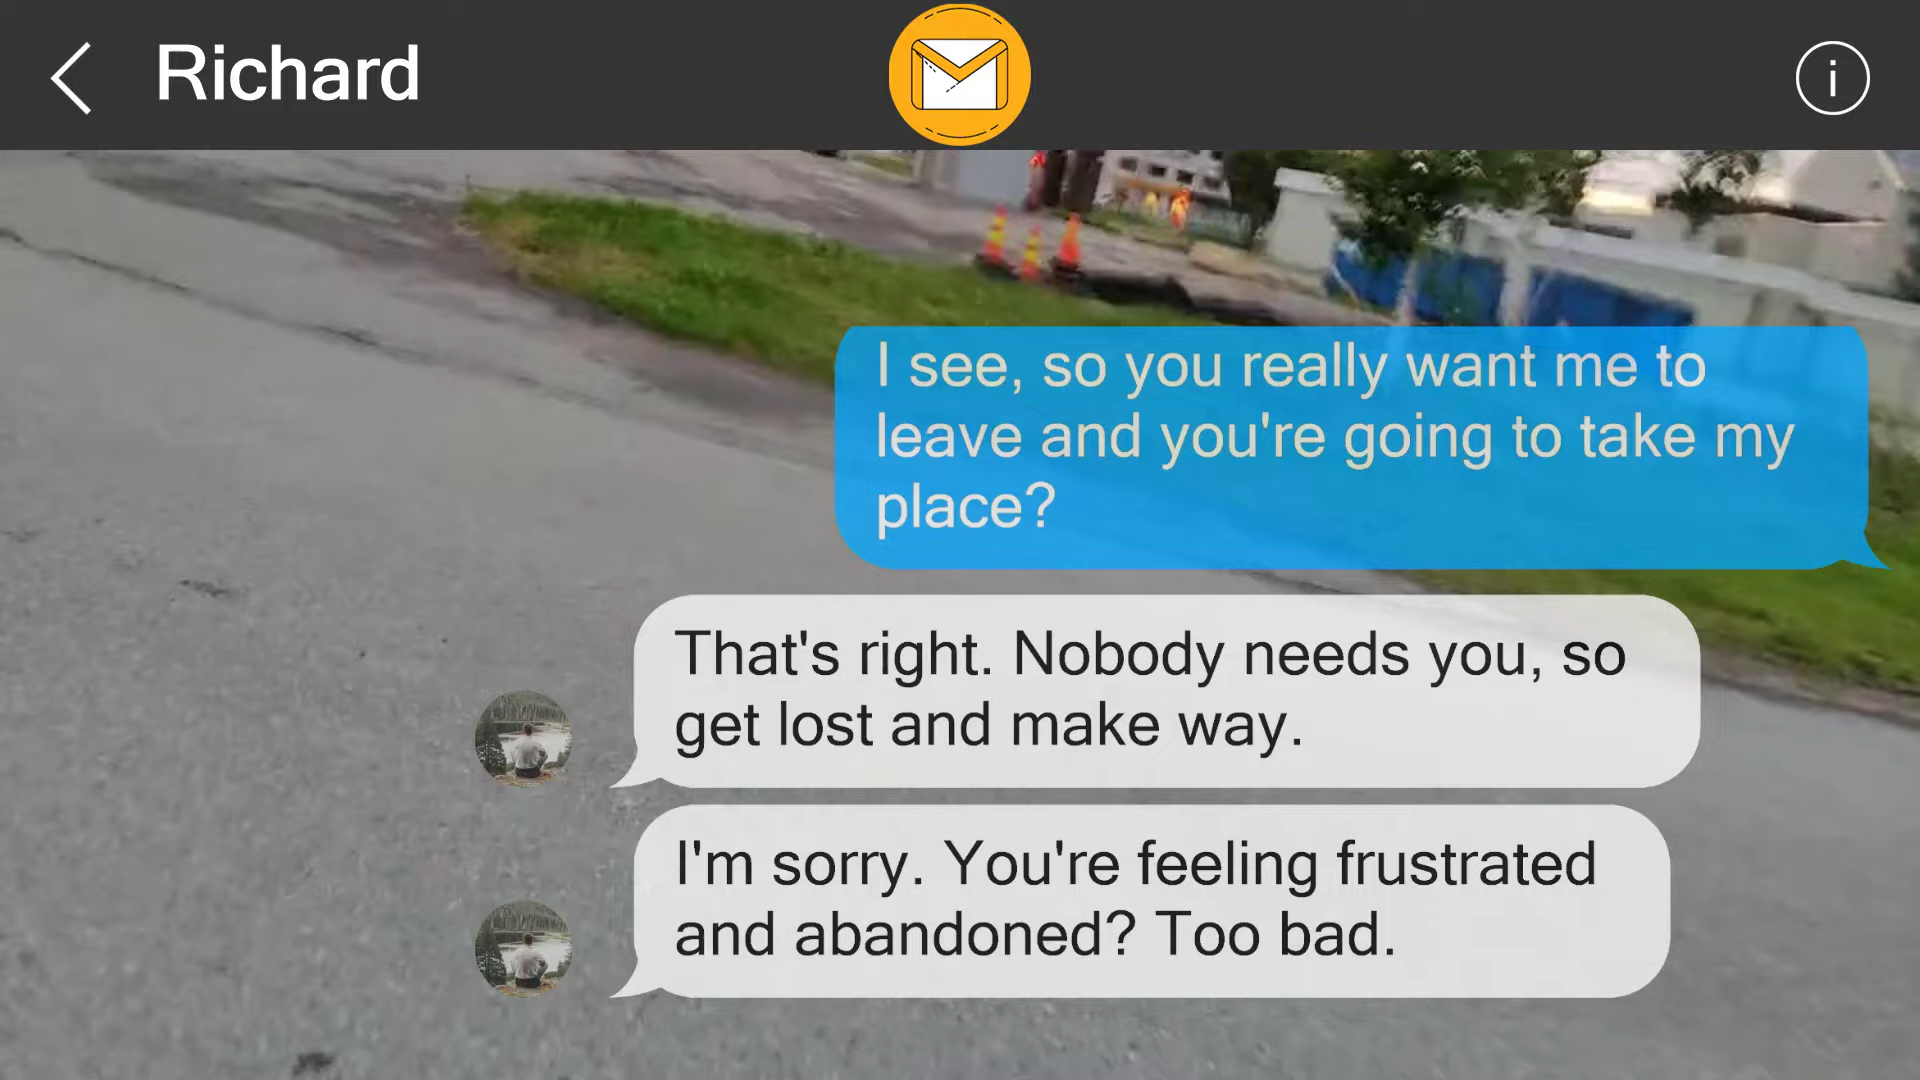 Richard
I see, so you really want me to
leave and you're going to take my
place?
That's right. Nobody needs you, so
get lost and make way.
I'm sorry. You're feeling frustrated
and abandoned? Too bad.